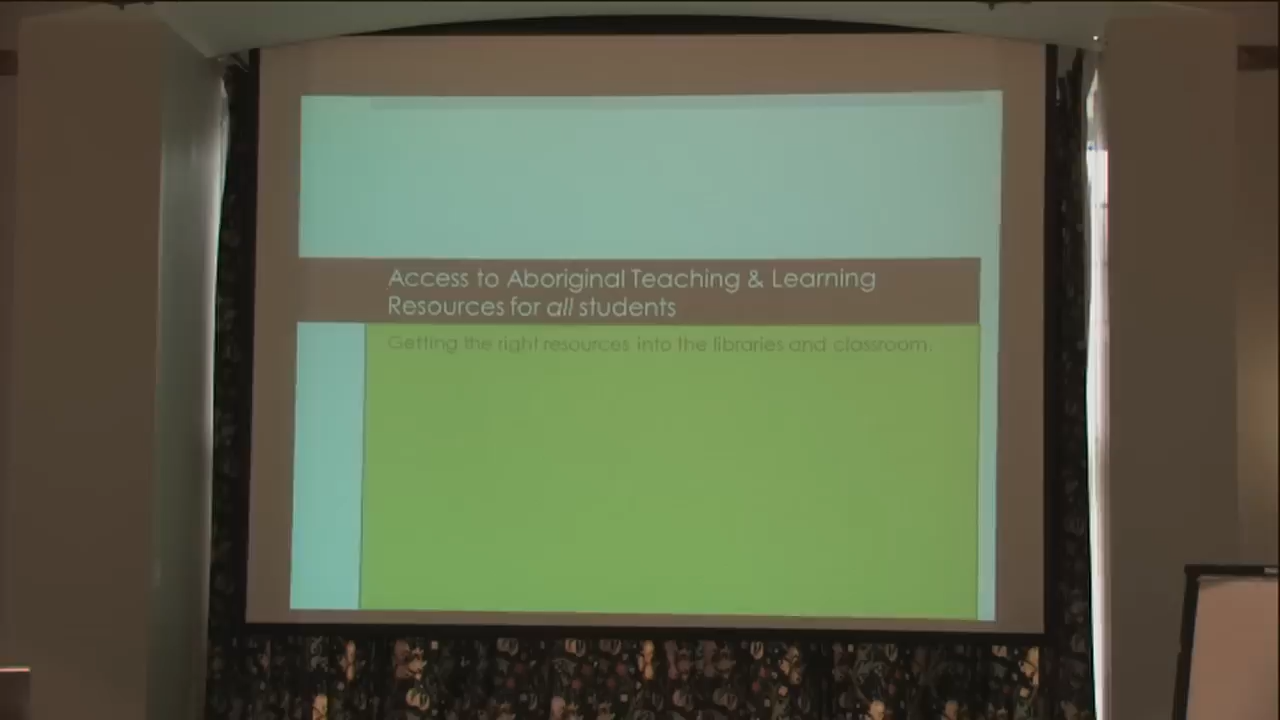 Access to Aboriginal Teaching & Learning
Resources for all students
Getting the right resources into the libraries and classroom.